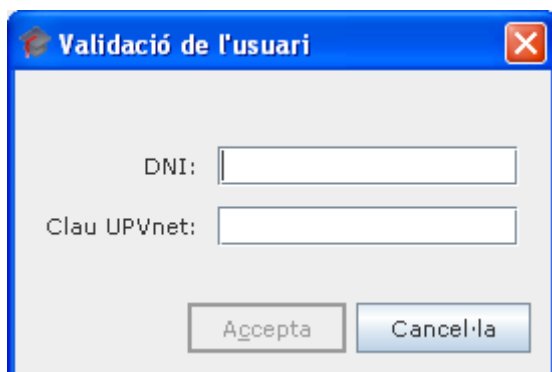 Validació de l'usuari
DNI:
Clau UPVnet:
Accepta Cancel·la